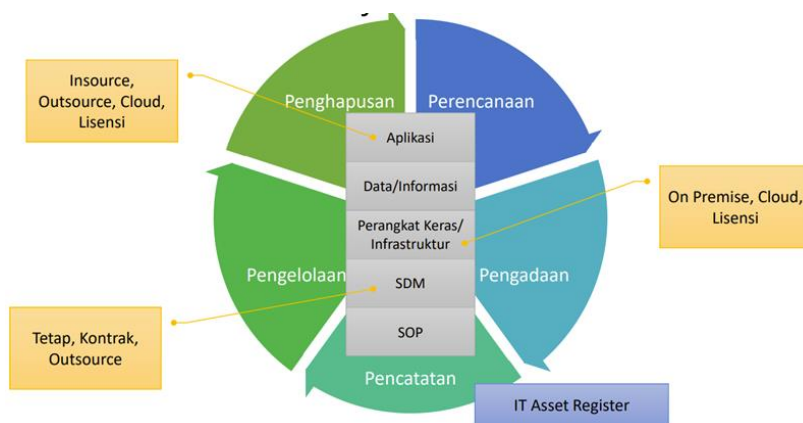 Insource,
Outsource, Cloud,
Lisensi
Penghapusan
Perencanaan
Aplikasi
Data/Informasi
Perangkat Keras/
Infrastruktur
SDM
SOP
On Premise, Cloud,
Lisensi
Pengelolaan
Pengadaan
Tetap, Kontrak,
Outsource
Pencatatan
IT Asset Register